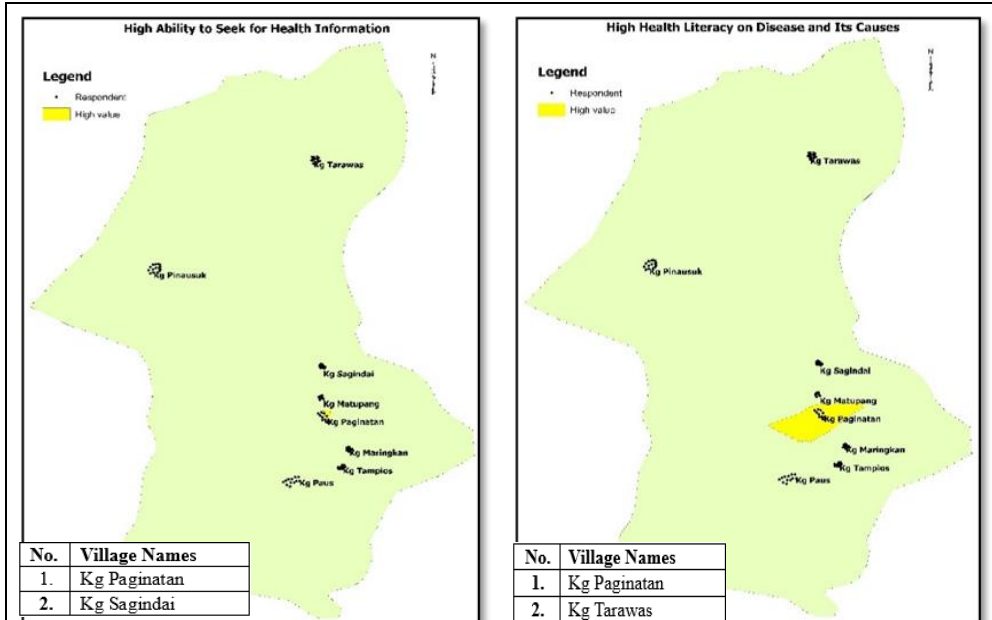 High Ability to Seek for Health Information
N
Legend
Respondent
High value
Kg Tarawas
Kg Pinausuk
Kg Sagindai
Kg Matupang
Kg Paginatan
Kg Maringkan
Kg Tampios
Kg Paus
No. Village Names
1. Kg Paginatan
2. Kg Sagindai
High Health Literacy on Disease and Its Causes
N
Legend
Respondent
High value
Kg Tarawas
Kg Pinausuk
Kg Sagindai
Kg Matupang
Kg Paginatan
Kg Maringkan
Kg Tampios
Kg Paus
No. Village Names
1. Kg Paginatan
2. Kg Tarawas